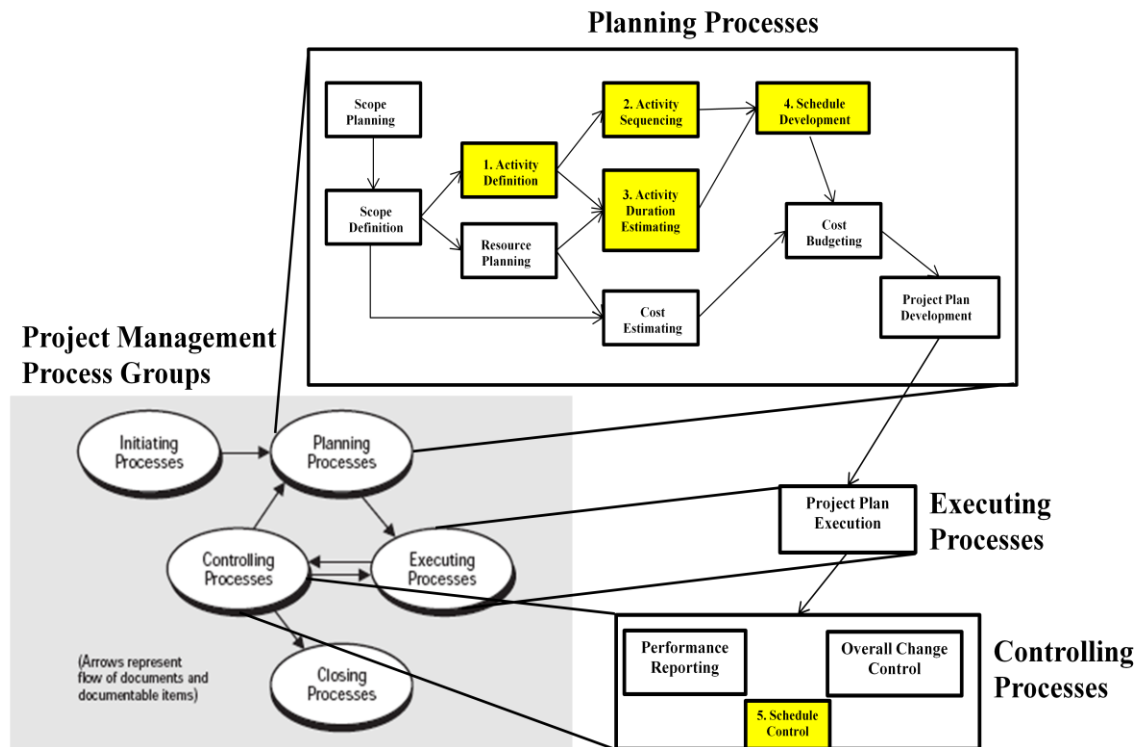 Planning Processes
Scope
Planning
2. Activity
Sequencing
4. Schedule
Development
1. Activity
Definition
3. Activity
Duration
Estimating
Scope
Definition
Resource
Planning
Cost
Budgeting
Cost
Estimating
Project Plan
Development
Project Management
Process Groups
Initiating
Processes
Planning
Processes
Controlling
Processes
Executing
Processes
(Arrows represent
flow of documents and
documentable items)
Closing
Processes
Project Plan
Execution
Executing
Processes
Performance
Reporting
Overall Change
Control
5. Schedule
Control
Controlling
Processes